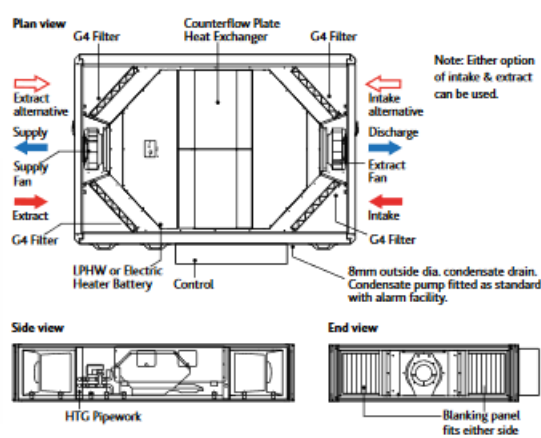 Plan view
G4 Filter
Counterflow Plate
Heat Exchanger
G4 Filter
Note: Either option
of intake & extract
can be used.
Extract
alternative
Supply
Supply
Fan
Extract
G4 Filter
Intake
alternative
Discharge
Extract
Fan
Intake
G4 Filter
LPHW or Electric
Heater Battery
Control
8mm outside dia. condensate drain.
Condensate pump fitted as standard
with alarm facility.
Side view
HTG Pipework
End view
Blanking panel
fits either side